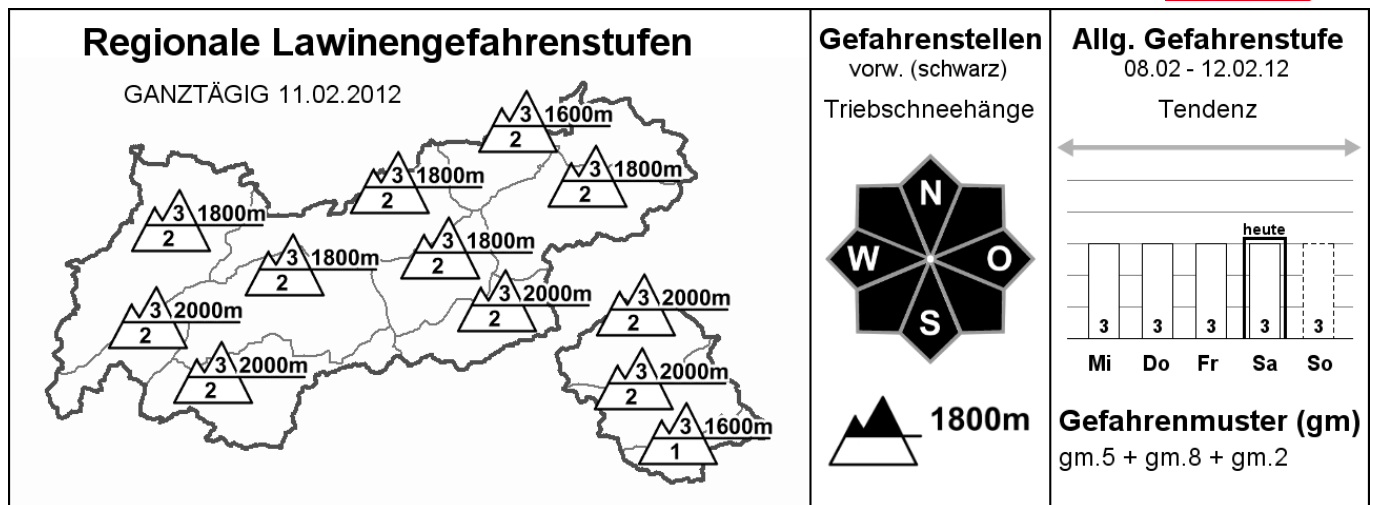 Regionale Lawinengefahrenstufen
GANZTÄGIG 11.02.2012
3 1600m
2
3 1800m
2
3 1800m
2
3 1800m
2
3 1800m
2
3 1800m
2
3 2000m
2
3 2000m
2
3 2000m
2
3 2000m
2
3 2000m
2
3 1600m
1
Gefahrenstellen
vorw. (schwarz)
Triebschneehänge
N
W O
S
1800m
Allg. Gefahrenstufe
08.02 - 12.02.12
Tendenz
heute
3 3 3 3 3
Mi Do Fr Sa So
Gefahrenmuster (gm)
gm.5 + gm.8 + gm.2